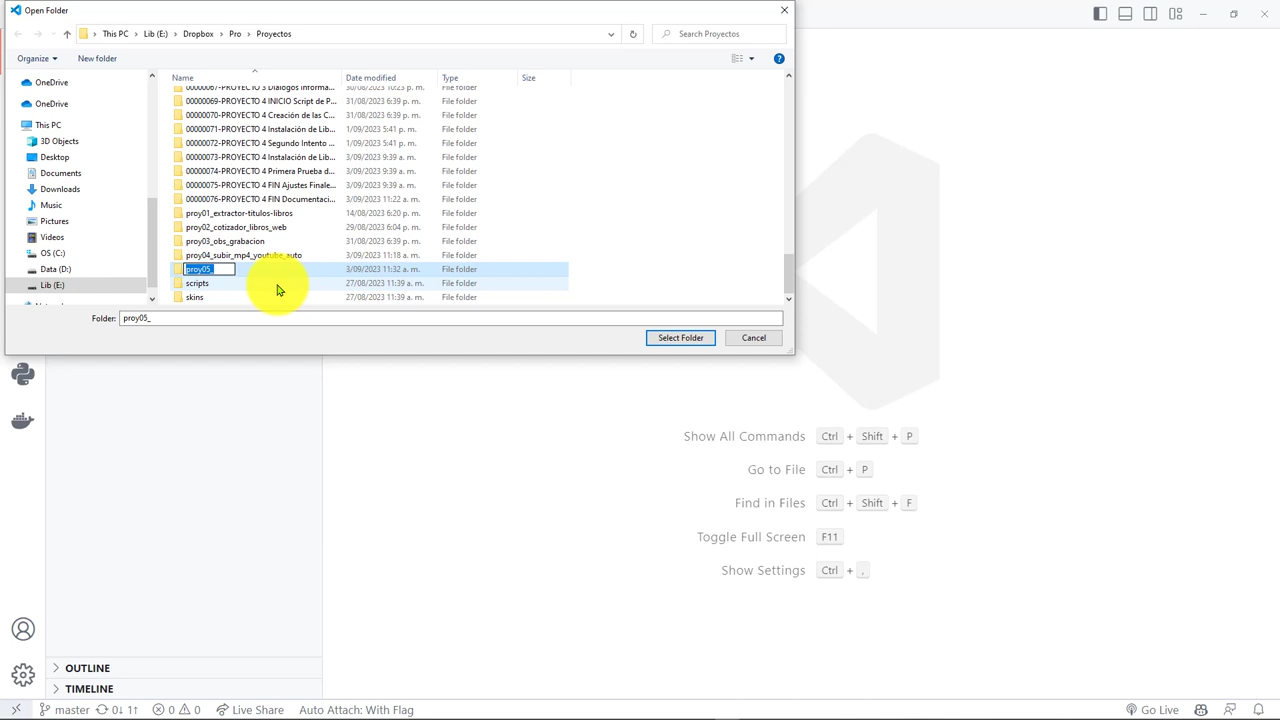 Open Folder
This PC > Lib (E:) > Dropbox > Pro > Proyectos
Search Proyectos
Organize
New folder
Name
Date modified
Type
Size
00000067-PROYECTO 3 Dialogos Informa... 30/08/2023 10:23 p. m. File folder
00000069-PROYECTO 4 INICIO Script de P... 31/08/2023 6:39 p. m. File folder
00000070-PROYECTO 4 Creación de las C... 31/08/2023 6:39 p. m. File folder
00000071-PROYECTO 4 Instalación de Lib... 1/09/2023 5:41 p. m. File folder
00000072-PROYECTO 4 Segundo Intento ... 1/09/2023 5:41 p. m. File folder
00000073-PROYECTO 4 Instalación de Lib... 3/09/2023 9:39 a. m. File folder
00000074-PROYECTO 4 Primera Prueba d... 3/09/2023 9:39 a. m. File folder
00000075-PROYECTO 4 FIN Ajustes Finale... 3/09/2023 9:39 a. m. File folder
00000076-PROYECTO 4 FIN Documentaci... 3/09/2023 11:22 a. m. File folder
proy01_extractor-titulos-libros 14/08/2023 6:20 p. m. File folder
proy02_cotizador_libros_web 29/08/2023 6:04 p. m. File folder
proy03_obs_grabacion 31/08/2023 6:39 p. m. File folder
proy04_subir_mp4_youtube_auto 3/09/2023 11:18 a. m. File folder
proy05_ 3/09/2023 11:32 a. m. File folder
scripts 27/08/2023 11:39 a. m. File folder
skins 27/08/2023 11:39 a. m. File folder
OneDrive
OneDrive
This PC
3D Objects
Desktop
Documents
Downloads
Music
Pictures
Videos
OS (C:)
Data (D:)
Lib (E:)
Folder: proy05_
Select Folder
Cancel
Show All Commands Ctrl + Shift + P
Go to File Ctrl + P
Find in Files Ctrl + Shift + F
Toggle Full Screen F11
Show Settings Ctrl + ,
OUTLINE
TIMELINE
master 0↓ 1↑ 0 0 Live Share Auto Attach: With Flag Go Live